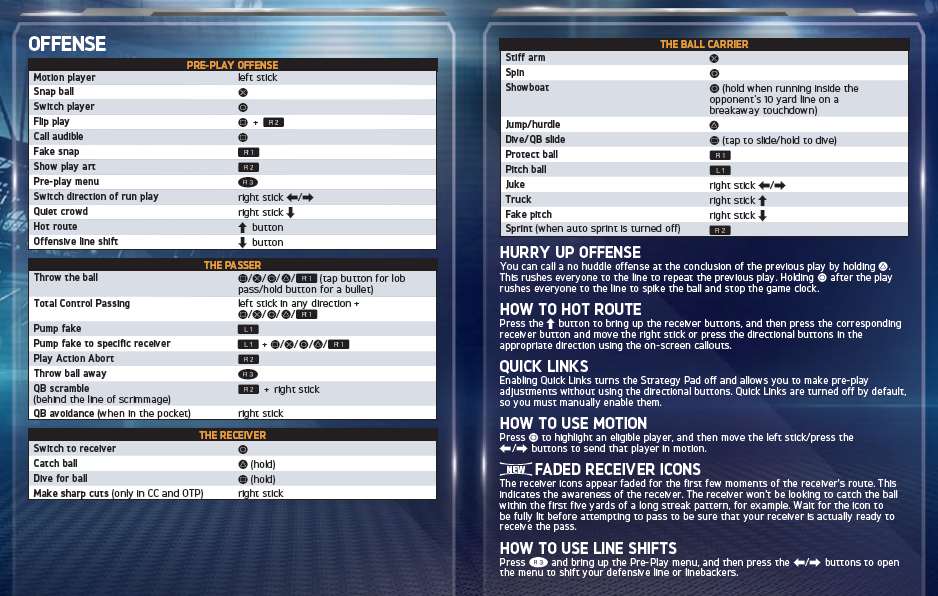 OFFENSE
PRE-PLAY OFFENSE
Motion player left stick
Snap ball ⊗
Switch player ◎
Flip play □ + R2
Call audible □
Fake snap R1
Show play art R2
Pre-play menu R3
Switch direction of run play right stick ←/→
Quiet crowd right stick ↓
Hot route ↑ button
Offensive line shift ↓ button
THE PASSER
Throw the ball □/⊗/◎/△/R1 (tap button for lob
pass/hold button for a bullet)
Total Control Passing left stick in any direction +
□/⊗/◎/△/R1
Pump fake L1
Pump fake to specific receiver L1 + □/⊗/◎/△/R1
Play Action Abort R2
Throw ball away R3
QB scramble R2 + right stick
(behind the line of scrimmage)
QB avoidance (when in the pocket) right stick
THE RECEIVER
Switch to receiver ◎
Catch ball △ (hold)
Dive for ball □ (hold)
Make sharp cuts (only in CC and OTP) right stick
THE BALL CARRIER
Stiff arm ⊗
Spin ◎
Showboat ◎ (hold when running inside the
opponent's 10 yard line on a
breakaway touchdown)
Jump/hurdle △
Dive/QB slide □ (tap to slide/hold to dive)
Protect ball R1
Pitch ball L1
Juke right stick ←/→
Truck right stick ↑
Fake pitch right stick ↓
Sprint (when auto sprint is turned off) R2
HURRY UP OFFENSE
You can call a no huddle offense at the conclusion of the previous play by holding △.
This rushes everyone to the line to repeat the previous play. Holding ◎ after the play
rushes everyone to the line to spike the ball and stop the game clock.
HOW TO HOT ROUTE
Press the ↑ button to bring up the receiver buttons, and then press the corresponding
receiver button and move the right stick or press the directional buttons in the
appropriate direction using the on-screen callouts.
QUICK LINKS
Enabling Quick Links turns the Strategy Pad off and allows you to make pre-play
adjustments without using the directional buttons. Quick Links are turned off by default,
so you must manually enable them.
HOW TO USE MOTION
Press ◎ to highlight an eligible player, and then move the left stick/press the
←/→ buttons to send that player in motion.
NEW FADED RECEIVER ICONS
The receiver icons appear faded for the first few moments of the receiver's route. This
indicates the awareness of the receiver. The receiver won't be looking to catch the ball
within the first five yards of a long streak pattern, for example. Wait for the icon to
be fully lit before attempting to pass to be sure that your receiver is actually ready to
receive the pass.
HOW TO USE LINE SHIFTS
Press R3 and bring up the Pre-Play menu, and then press the ←/→ buttons to open
the menu to shift your defensive line or linebackers.